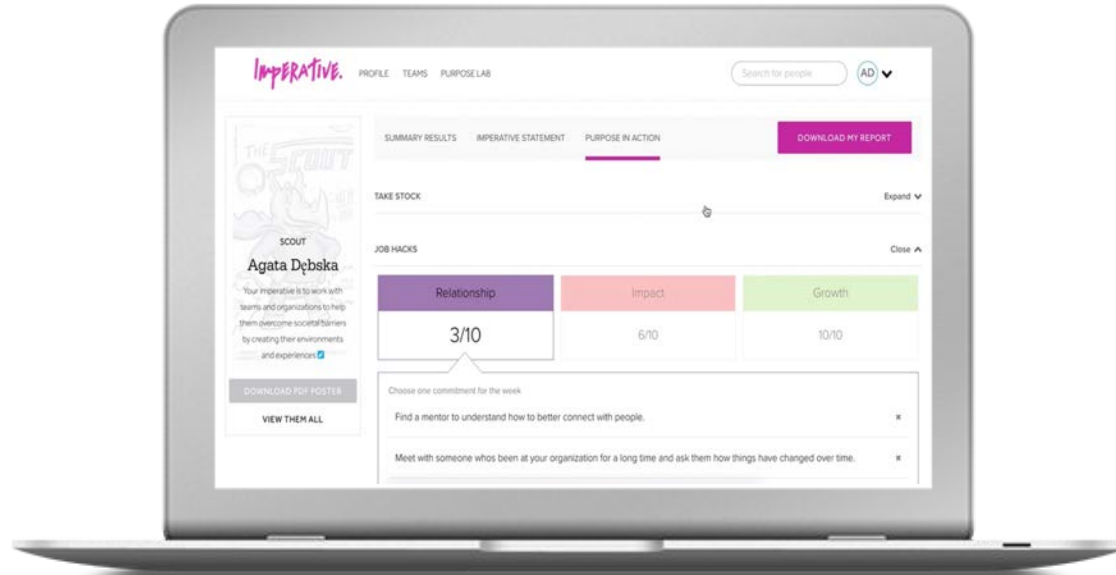 Imperative.
PROFILE TEAMS PURPOSE LAB
Search for people
AD
SUMMARY RESULTS IMPERATIVE STATEMENT PURPOSE IN ACTION
DOWNLOAD MY REPORT
THE SCOUT
SCOUT
Agata Dębska
Your imperative is to work with
teams and organizations to help
them overcome societal barriers
by creating their environments
and experiences
DOWNLOAD PDF POSTER
VIEW THEM ALL
TAKE STOCK Expand
JOB HACKS Close
Relationship Impact Growth
3/10 6/10 10/10
Choose one commitment for the week
Find a mentor to understand how to better connect with people.
Meet with someone whos been at your organization for a long time and ask them how things have changed over time.